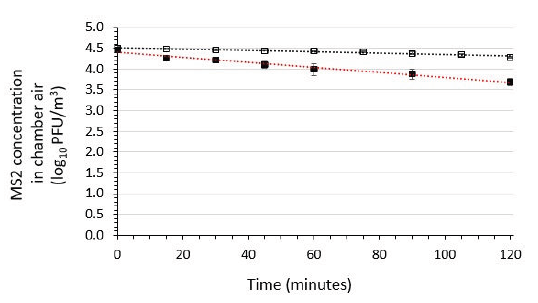 5.0
4.5
4.0
3.5
3.0
2.5
2.0
1.5
1.0
0.5
0.0
MS2 concentration
in chamber air
(log₁₀ PFU/m³)
0 20 40 60 80 100 120
Time (minutes)